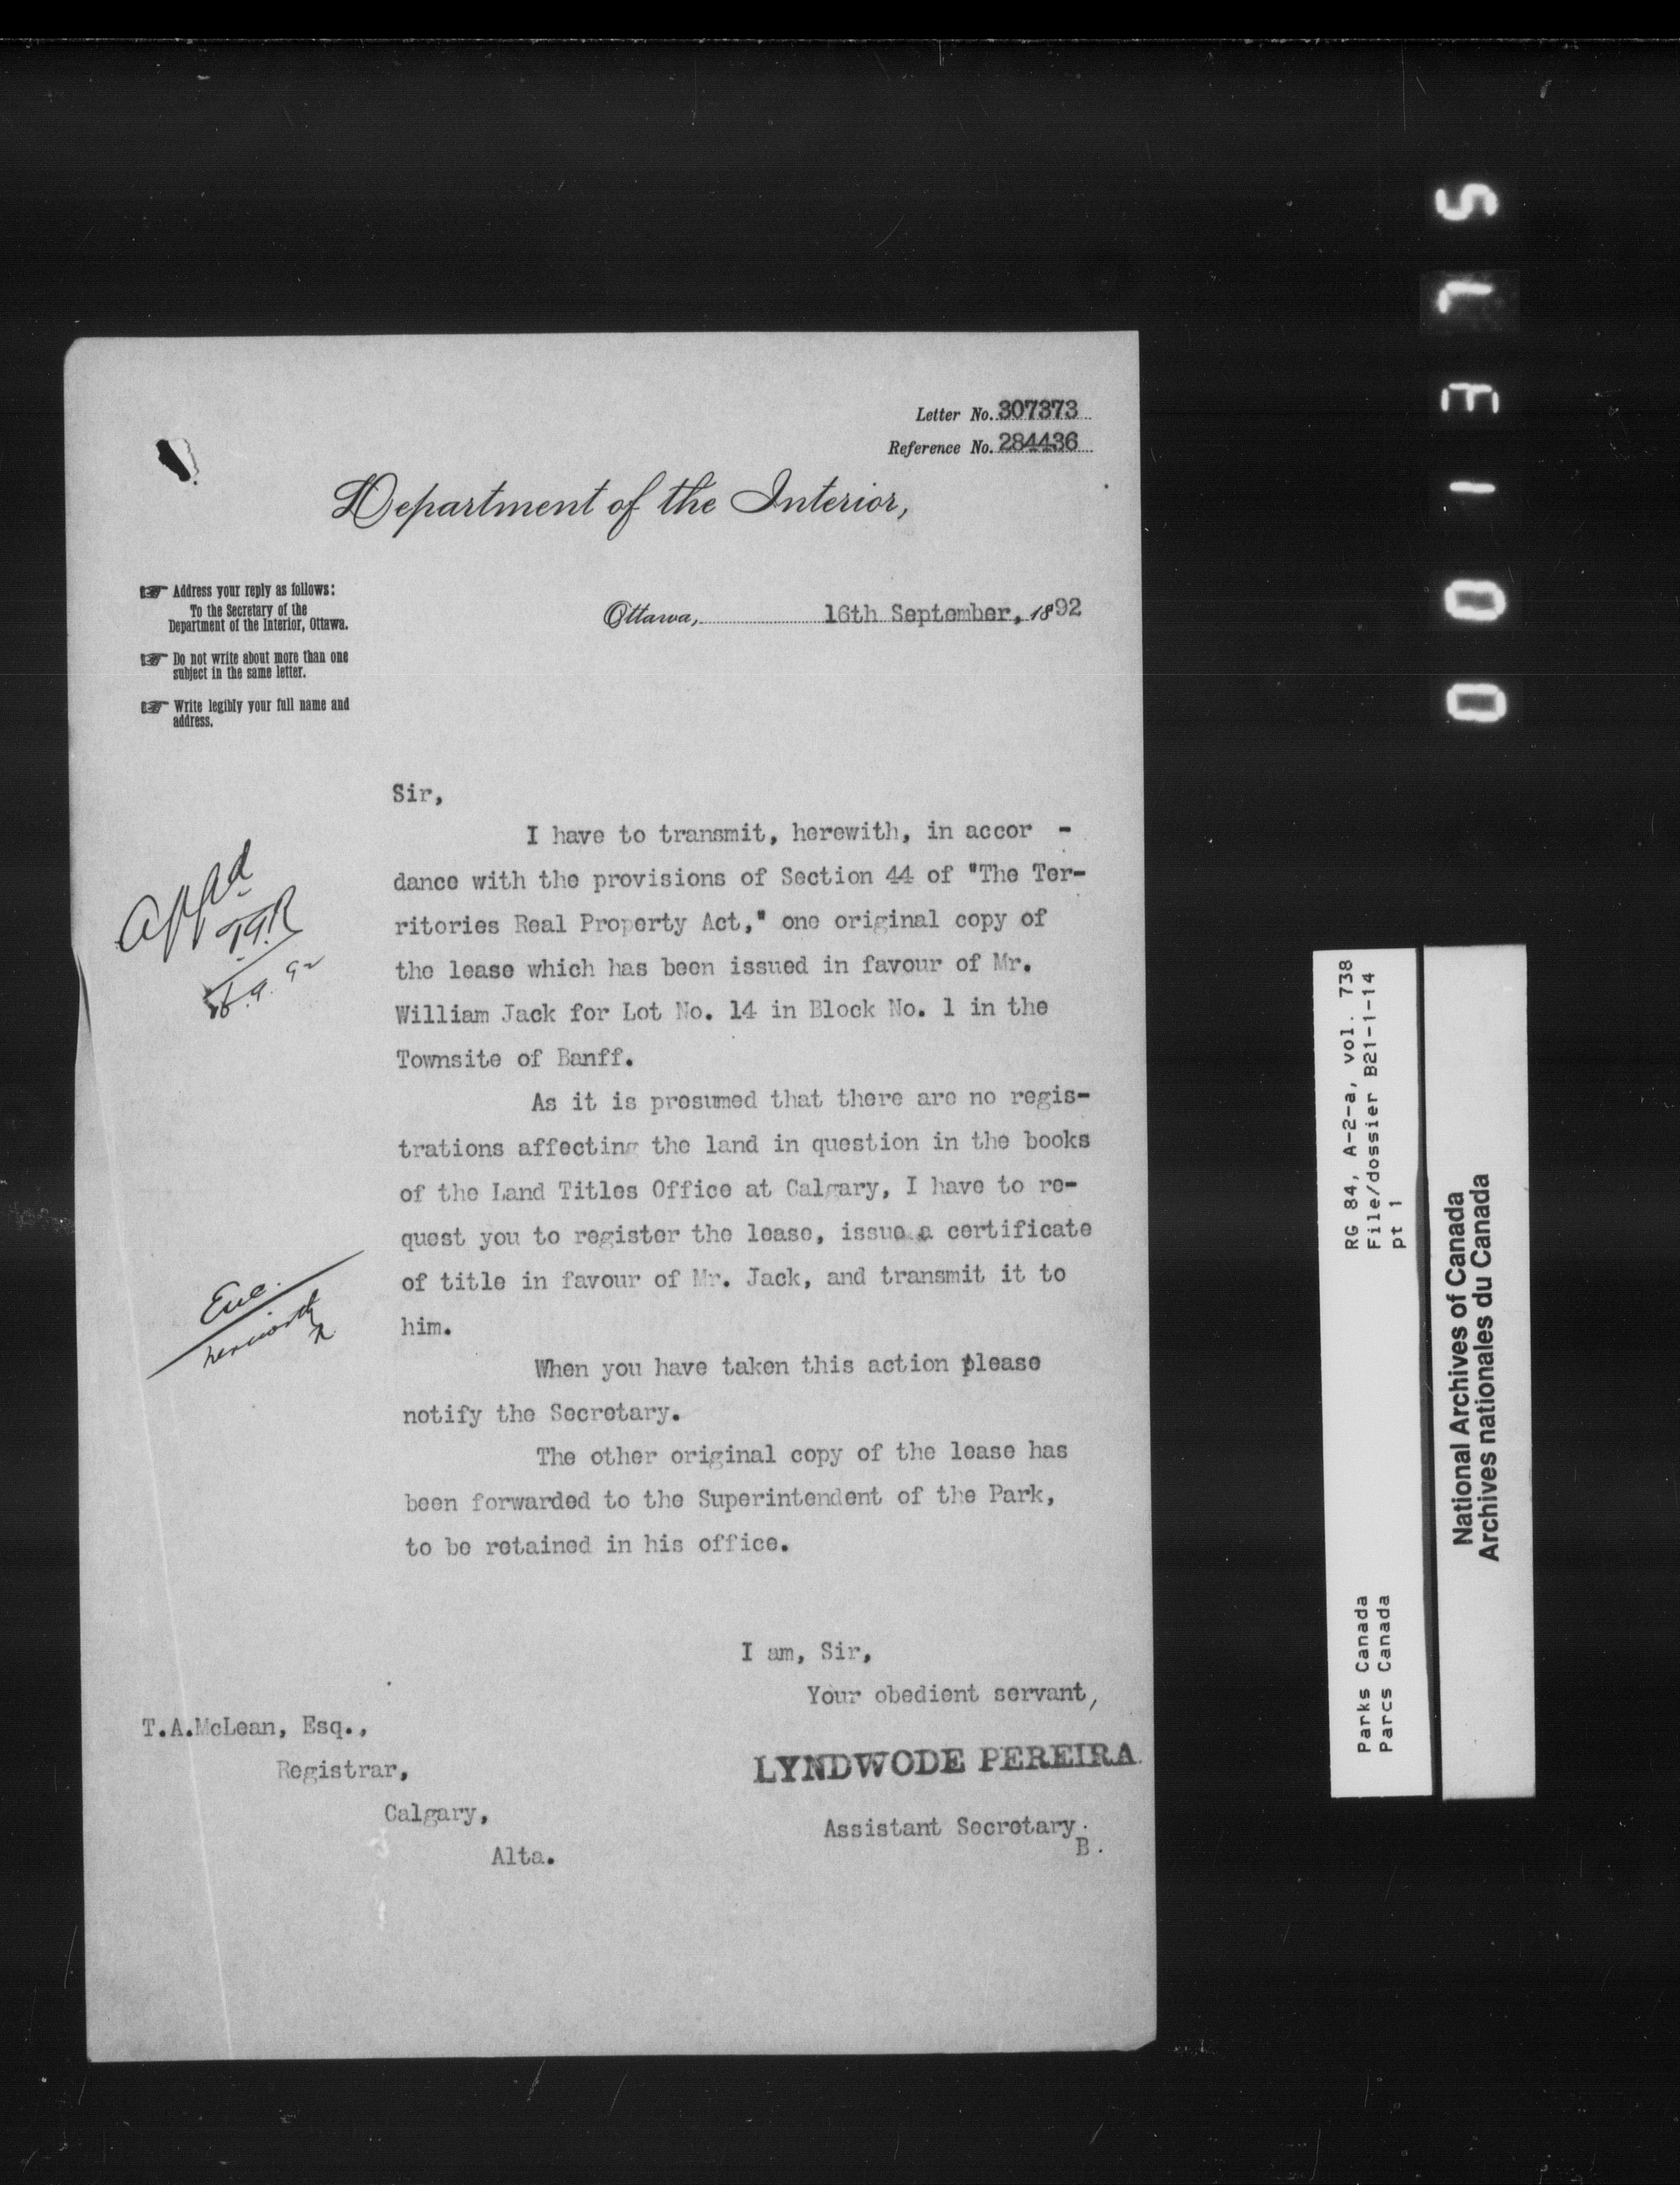 Letter No. 307373
Reference No. 284436
Department of the Interior,
Address your reply as follows:
To the Secretary of the
Department of the Interior, Ottawa.
Do not write about more than one
subject in the same letter.
Write legibly your full name and
address.
Ottawa, 16th September, 1892
Sir,
I have to transmit, herewith, in accor -
dance with the provisions of Section 44 of "The Ter-
ritories Real Property Act," one original copy of
the lease which has been issued in favour of Mr.
William Jack for Lot No. 14 in Block No. 1 in the
Townsite of Banff.
As it is presumed that there are no regis-
trations affecting the land in question in the books
of the Land Titles Office at Calgary, I have to re-
quest you to register the lease, issue a certificate
of title in favour of Mr. Jack, and transmit it to
him.
When you have taken this action please
notify the Secretary.
The other original copy of the lease has
been forwarded to the Superintendent of the Park,
to be retained in his office.
I am, Sir,
Your obedient servant,
LYNDWODE PEREIRA.
Assistant Secretary.
B.
T.A.McLean, Esq.,
Registrar,
Calgary,
Alta.
herewith
RG 84, A-2-a, vol. 738
File/dossier B21-1-14
pt 1
Parks Canada
Parcs Canada
National Archives of Canada
Archives nationales du Canada